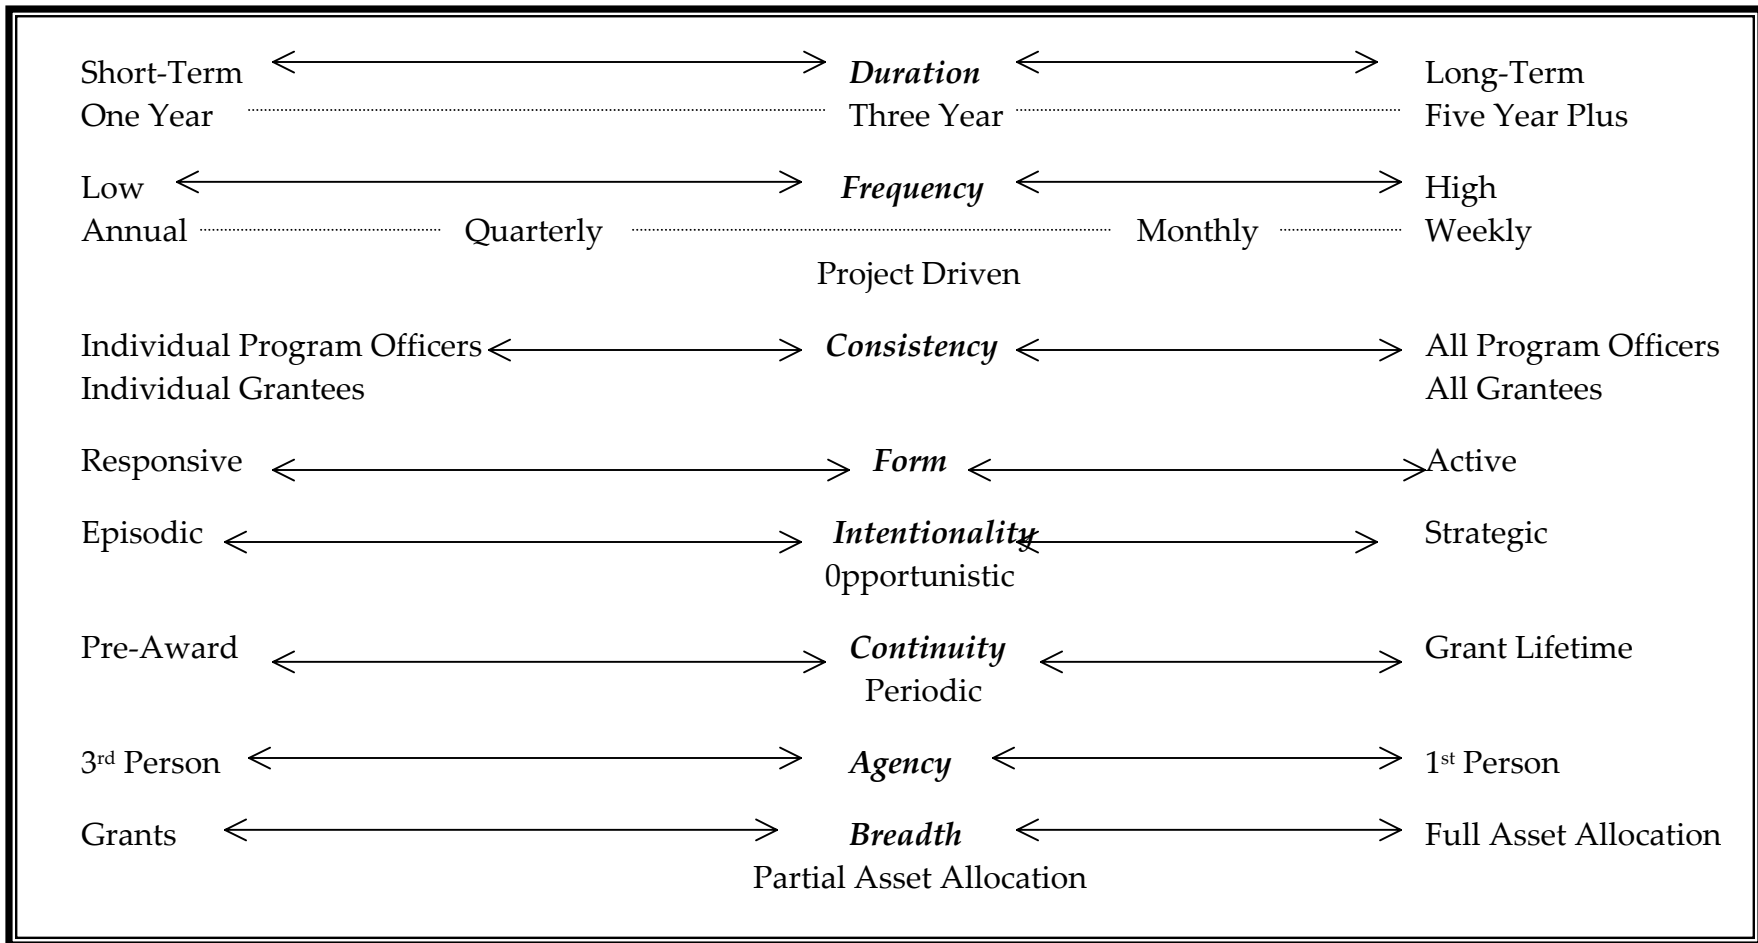 Short-Term Duration Long-Term
One Year Three Year Five Year Plus
Low Frequency High
Annual Quarterly Monthly Weekly
Project Driven
Individual Program Officers Consistency All Program Officers
Individual Grantees All Grantees
Responsive Form Active
Episodic Intentionality Strategic
0pportunistic
Pre-Award Continuity Grant Lifetime
Periodic
3rd Person Agency 1st Person
Grants Breadth Full Asset Allocation
Partial Asset Allocation